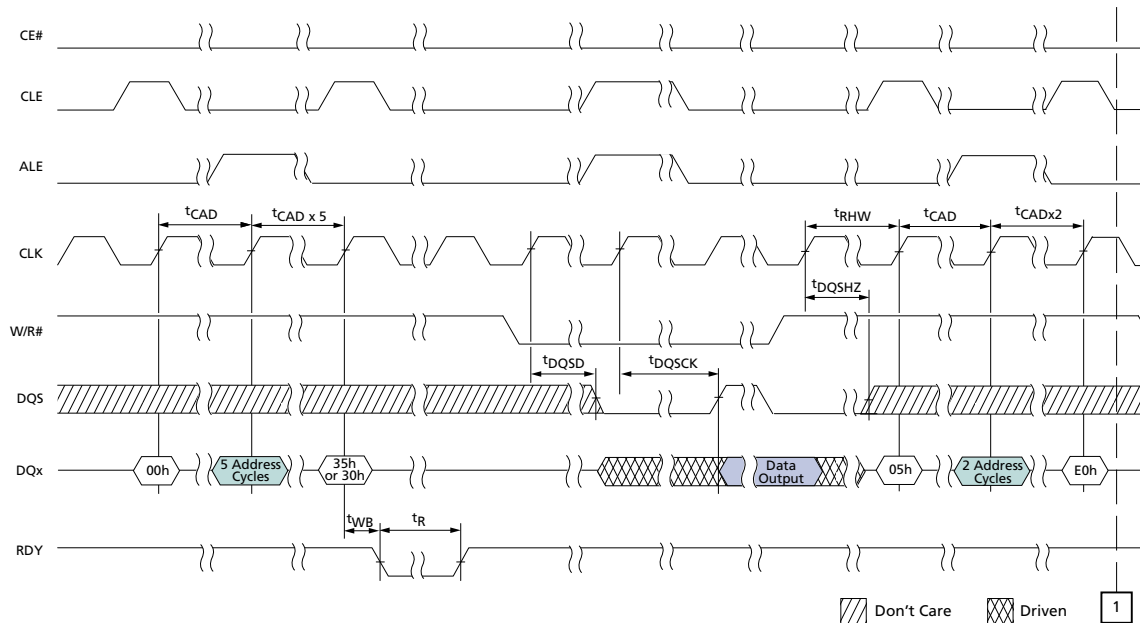 CE#
CLE
ALE
tCAD
tCAD x 5
tRHW
tCAD
tCADx2
CLK
tDQSHZ
W/R#
tDQSD
tDQSCK
DQS
DQx
00h
5 Address
Cycles
35h
or 30h
Data
Output
05h
2 Address
Cycles
E0h
tWB
tR
RDY
Don't Care
Driven
1